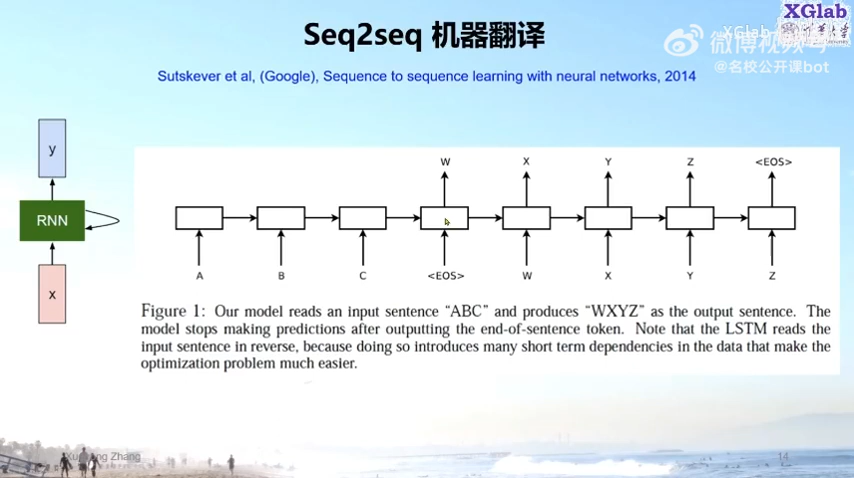 XGlab
Seq2seq 机器翻译
微博视频号
@名校公开课bot
Sutskever et al, (Google), Sequence to sequence learning with neural networks, 2014
y
RNN
x
W X Y Z <EOS>
A B C <EOS> W X Y Z
Figure 1: Our model reads an input sentence "ABC" and produces "WXYZ" as the output sentence. The
model stops making predictions after outputting the end-of-sentence token. Note that the LSTM reads the
input sentence in reverse, because doing so introduces many short term dependencies in the data that make the
optimization problem much easier.
Zhang
14